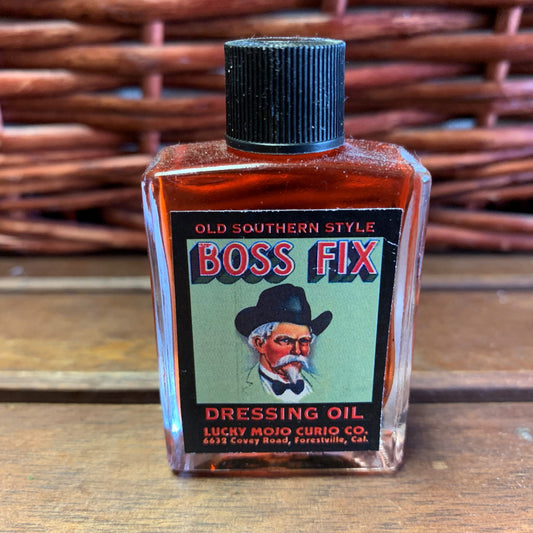 OLD SOUTHERN STYLE
BOSS FIX
DRESSING OIL
LUCKY MOJO CURIO CO.
6632 Covey Road, Forestville, Cal.